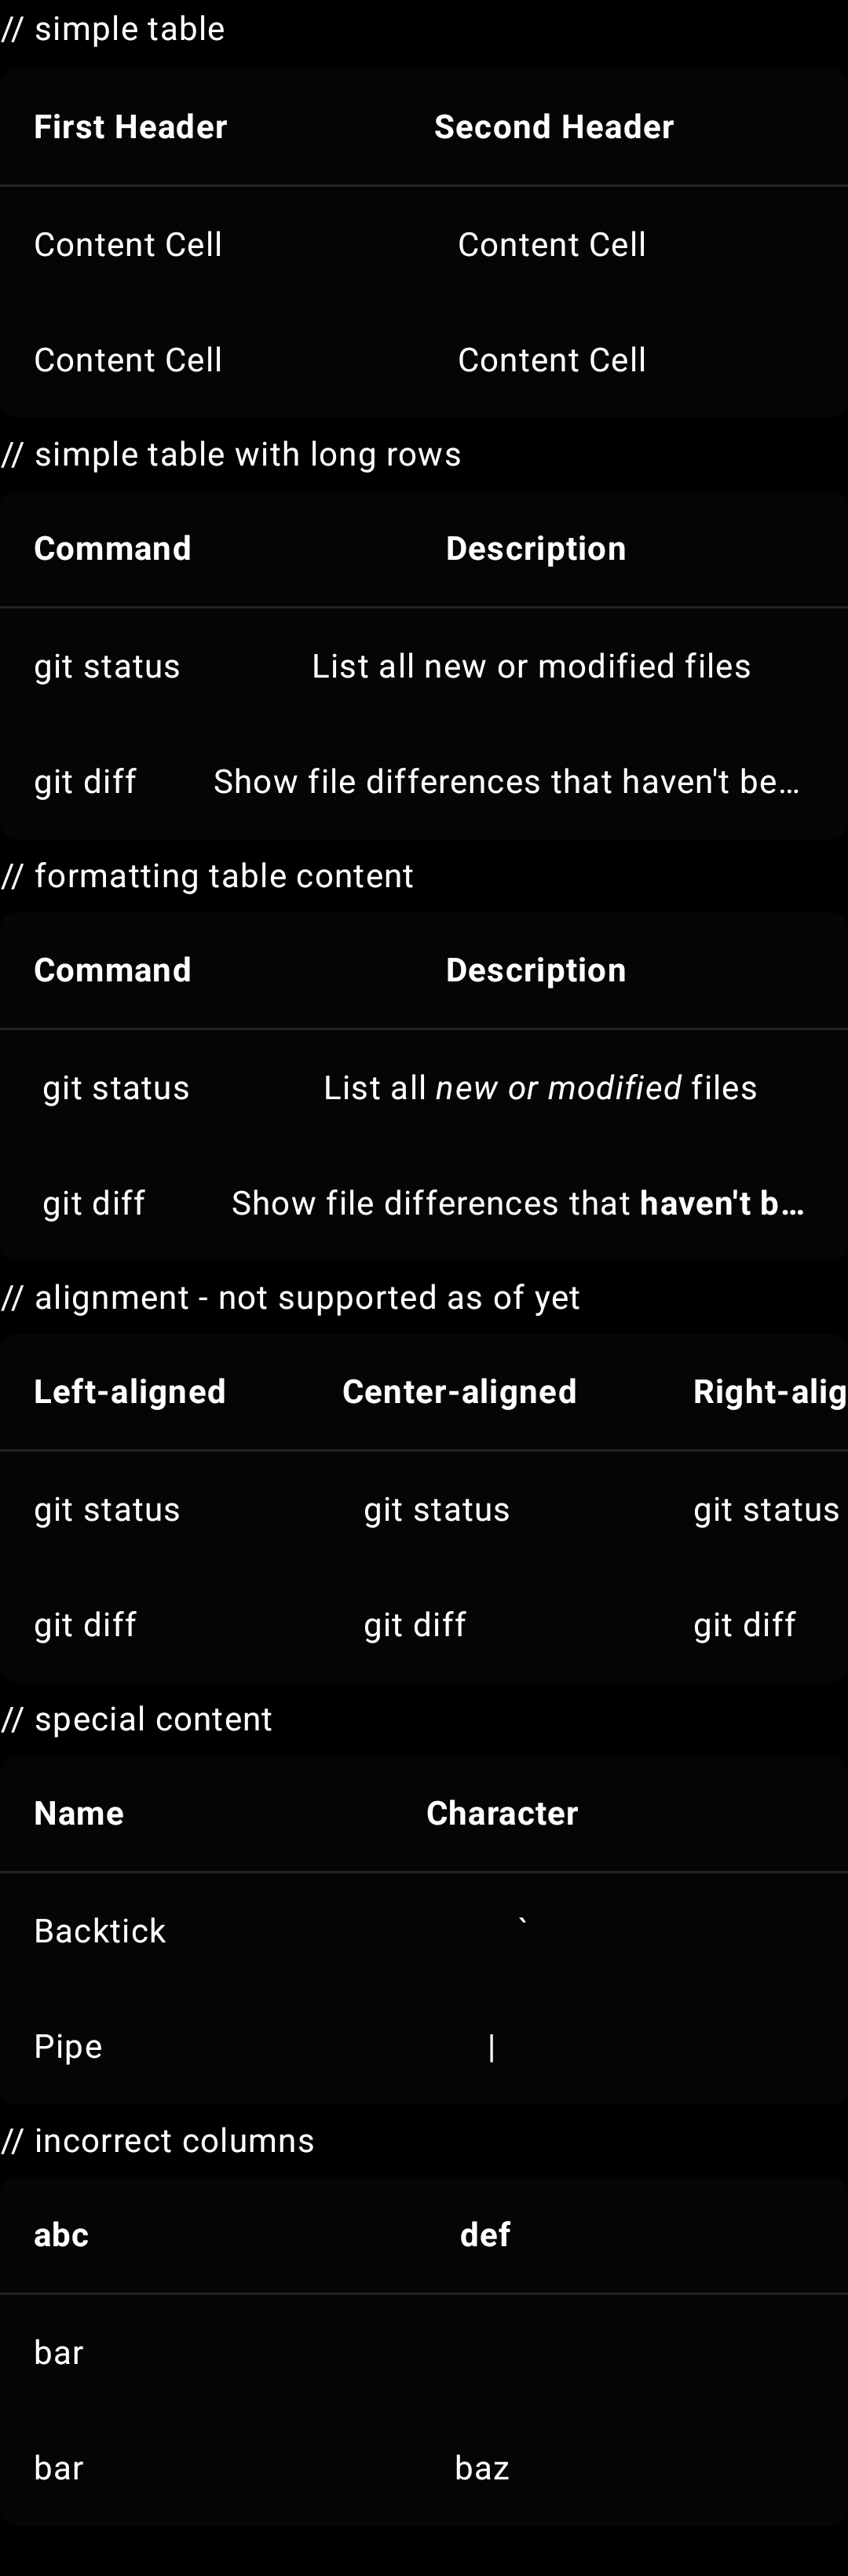 // simple table
First Header Second Header
Content Cell Content Cell
Content Cell Content Cell
// simple table with long rows
Command Description
git status List all new or modified files
git diff Show file differences that haven't be…
// formatting table content
Command Description
git status List all new or modified files
git diff Show file differences that haven't b…
// alignment - not supported as of yet
Left-aligned Center-aligned Right-alig
git status git status git status
git diff git diff git diff
// special content
Name Character
Backtick `
Pipe |
// incorrect columns
abc def
bar
bar baz